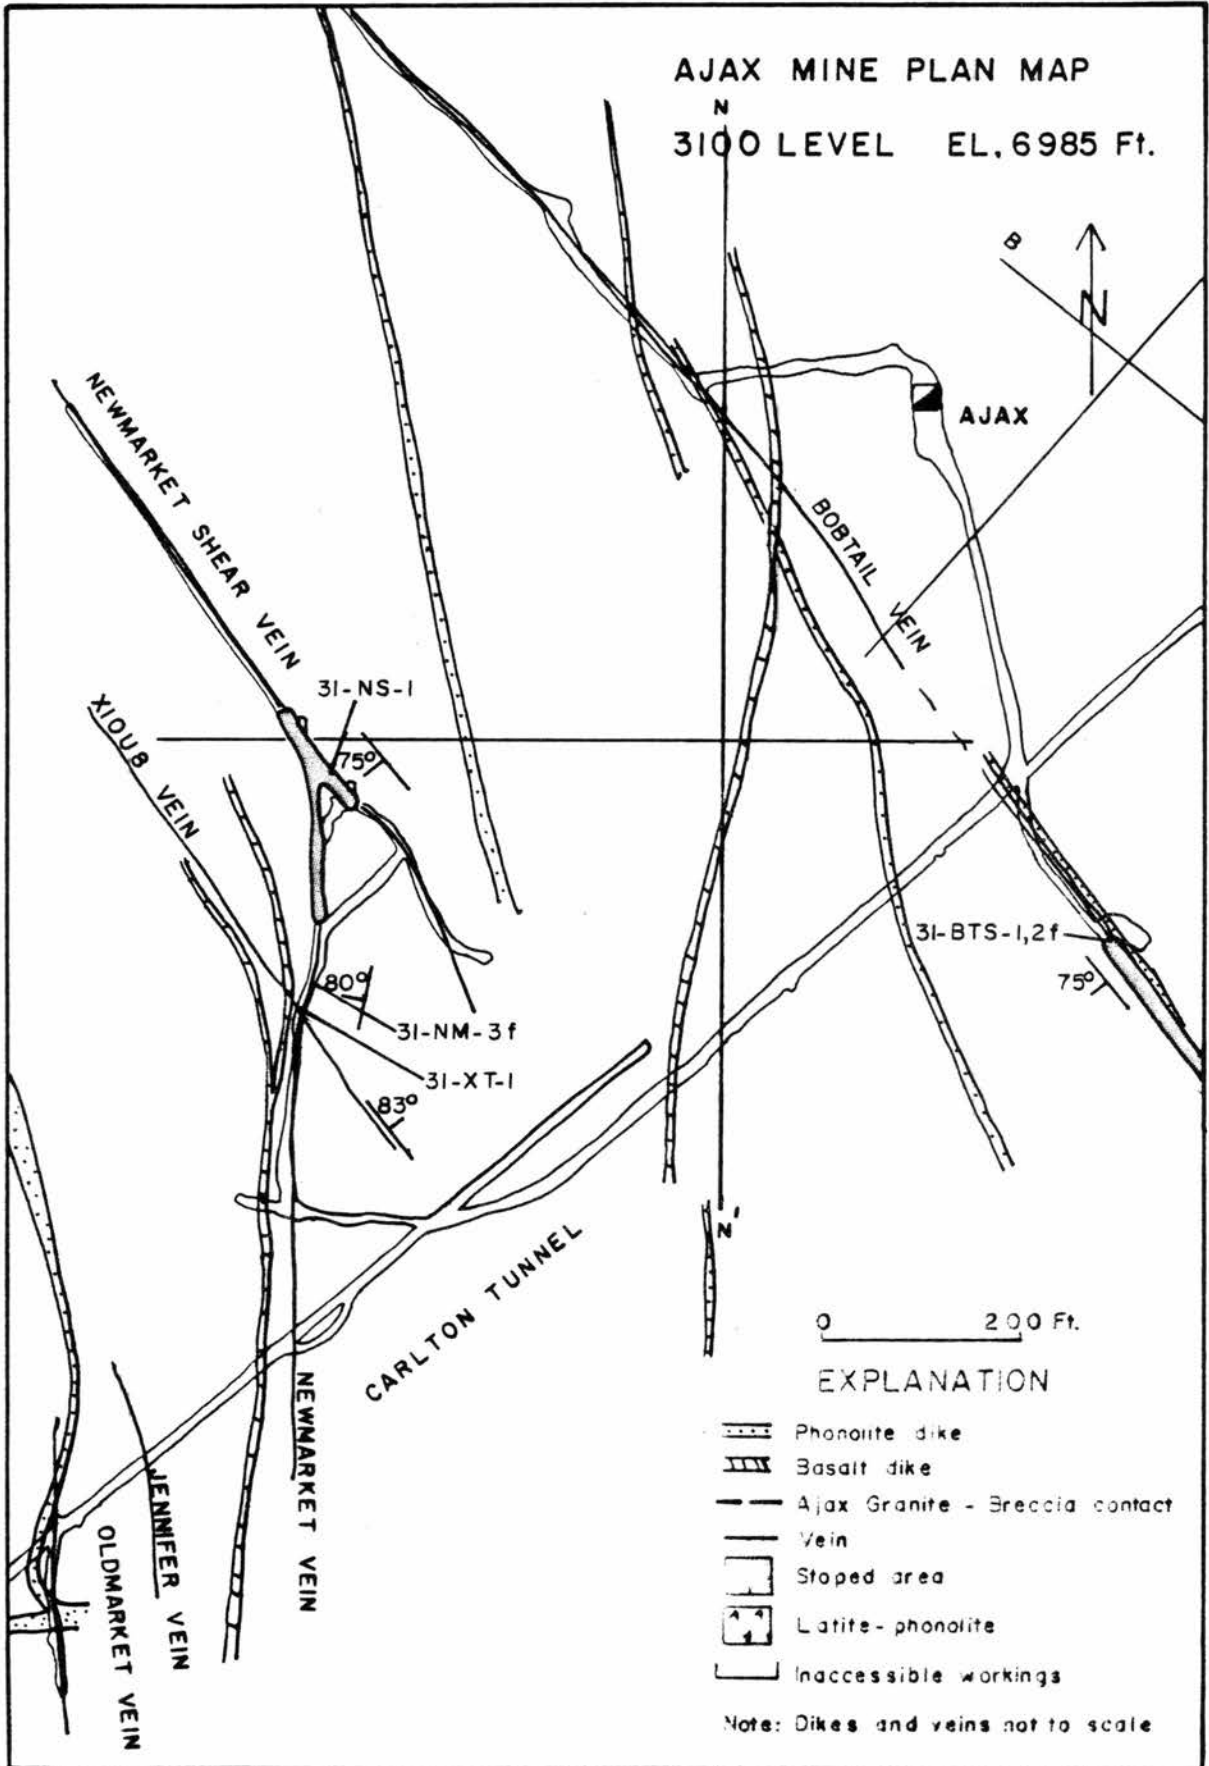 AJAX MINE PLAN MAP
N
3100 LEVEL EL. 6985 Ft.
B
N
AJAX
NEWMARKET SHEAR VEIN
BOBTAIL VEIN
31-NS-1
X10U8 VEIN
75°
31-BTS-1,2f
75°
80°
31-NM-3f
31-XT-1
83°
N'
CARLTON TUNNEL
0 200 Ft.
EXPLANATION
NEWMARKET VEIN
Phonolite dike
Basalt dike
Ajax Granite - Breccia contact
Vein
JENNIFER VEIN
OLDMARKET VEIN
Stoped area
Latite-phonolite
Inaccessible workings
Note: Dikes and veins not to scale